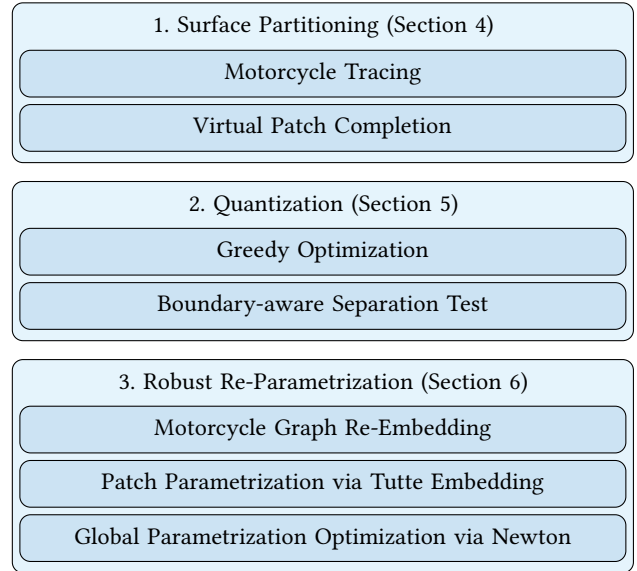 1. Surface Partitioning (Section 4)
Motorcycle Tracing
Virtual Patch Completion
2. Quantization (Section 5)
Greedy Optimization
Boundary-aware Separation Test
3. Robust Re-Parametrization (Section 6)
Motorcycle Graph Re-Embedding
Patch Parametrization via Tutte Embedding
Global Parametrization Optimization via Newton